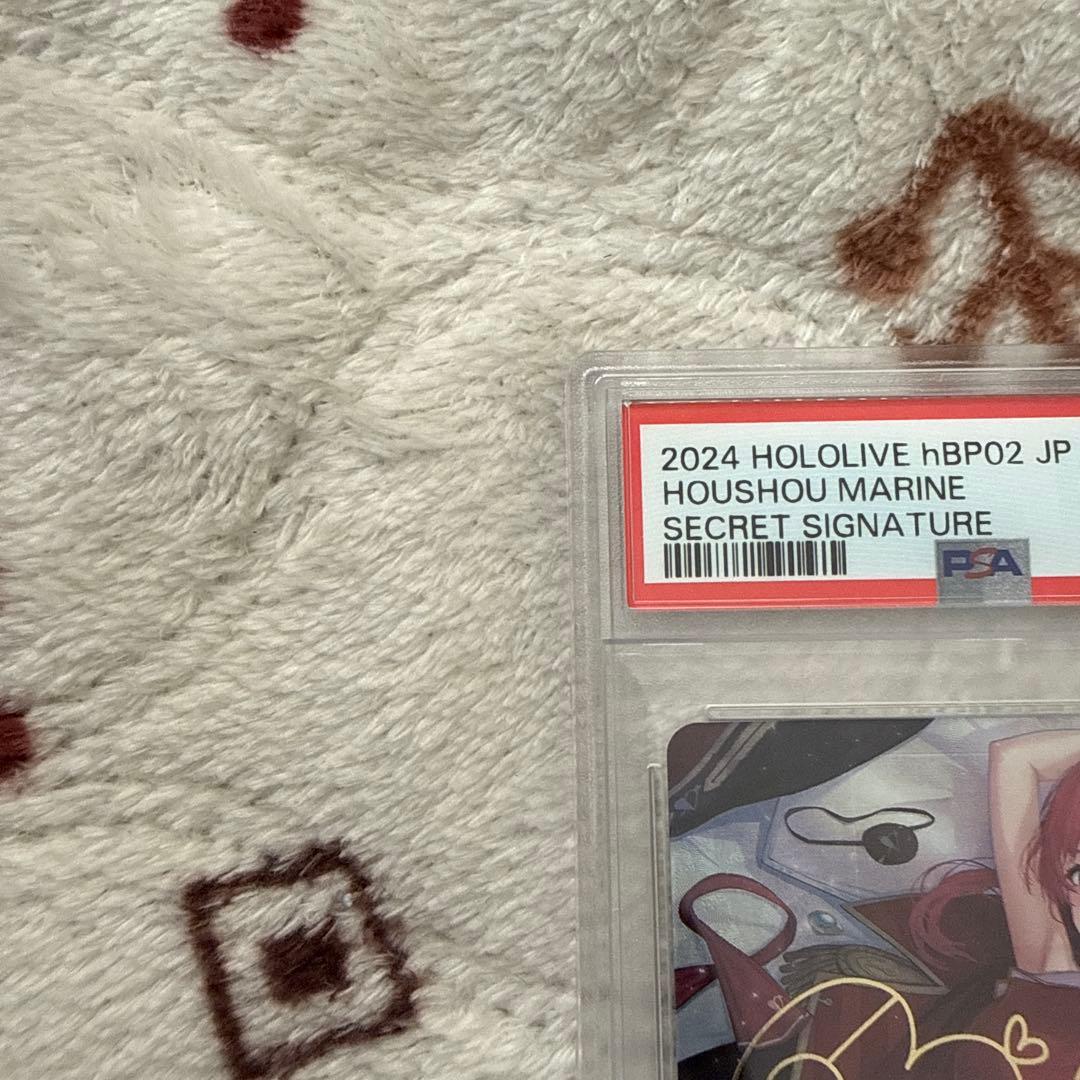 2024 HOLOLIVE hBP02 JP
HOUSHOU MARINE
SECRET SIGNATURE
PSA